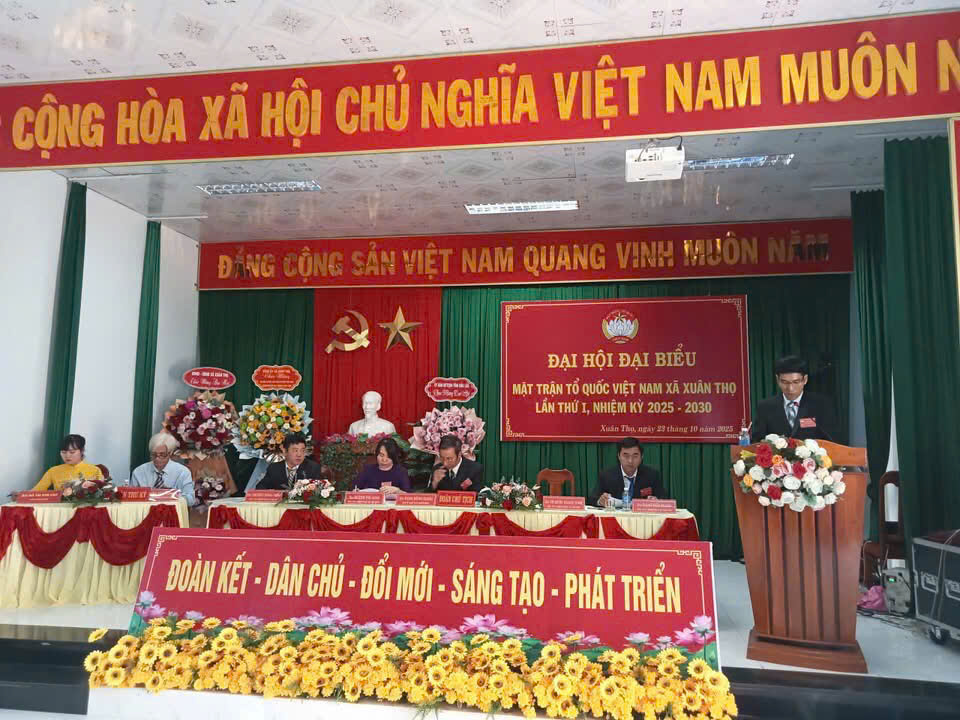 CỘNG HÒA XÃ HỘI CHỦ NGHĨA VIỆT NAM MUÔN N
ĐẢNG CỘNG SẢN VIỆT NAM QUANG VINH MUÔN NĂM
ĐẠI HỘI ĐẠI BIỂU
MẶT TRẬN TỔ QUỐC VIỆT NAM XÃ XUÂN THỌ
LẦN THỨ I, NHIỆM KỲ 2025 - 2030
Xuân Thọ, ngày 23 tháng 10 năm 2025
THƯ KÝ
ĐOÀN CHỦ TỊCH
ĐOÀN KẾT - DÂN CHỦ - ĐỔI MỚI - SÁNG TẠO - PHÁT TRIỂN